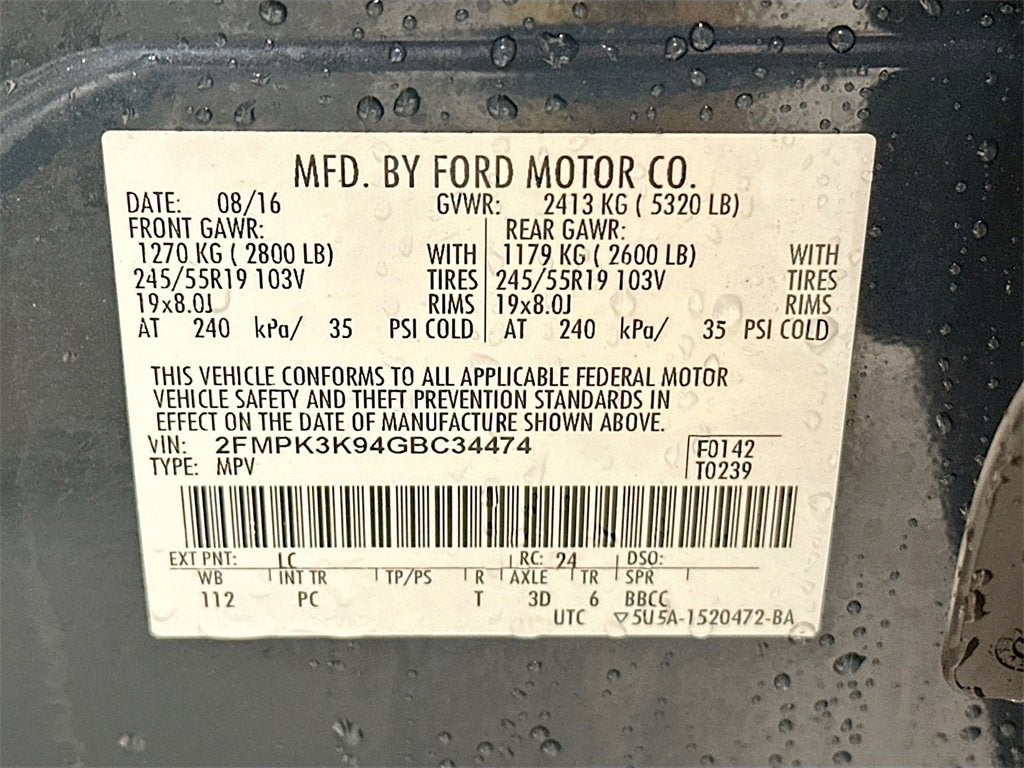 MFD. BY FORD MOTOR CO.
DATE: 08/16 GVWR: 2413 KG ( 5320 LB)
FRONT GAWR: REAR GAWR:
1270 KG ( 2800 LB) WITH 1179 KG ( 2600 LB) WITH
245/55R19 103V TIRES 245/55R19 103V TIRES
19x8.0J RIMS 19x8.0J RIMS
AT 240 kPa/ 35 PSI COLD AT 240 kPa/ 35 PSI COLD
THIS VEHICLE CONFORMS TO ALL APPLICABLE FEDERAL MOTOR
VEHICLE SAFETY AND THEFT PREVENTION STANDARDS IN
EFFECT ON THE DATE OF MANUFACTURE SHOWN ABOVE.
VIN: 2FMPK3K94GBC34474 F0142
TYPE: MPV T0239
EXT PNT: LC RC: 24 DSO:
WB INT TR TP/PS R AXLE TR SPR
112 PC T 3D 6 BBCC
UTC ▽5U5A-1520472-BA